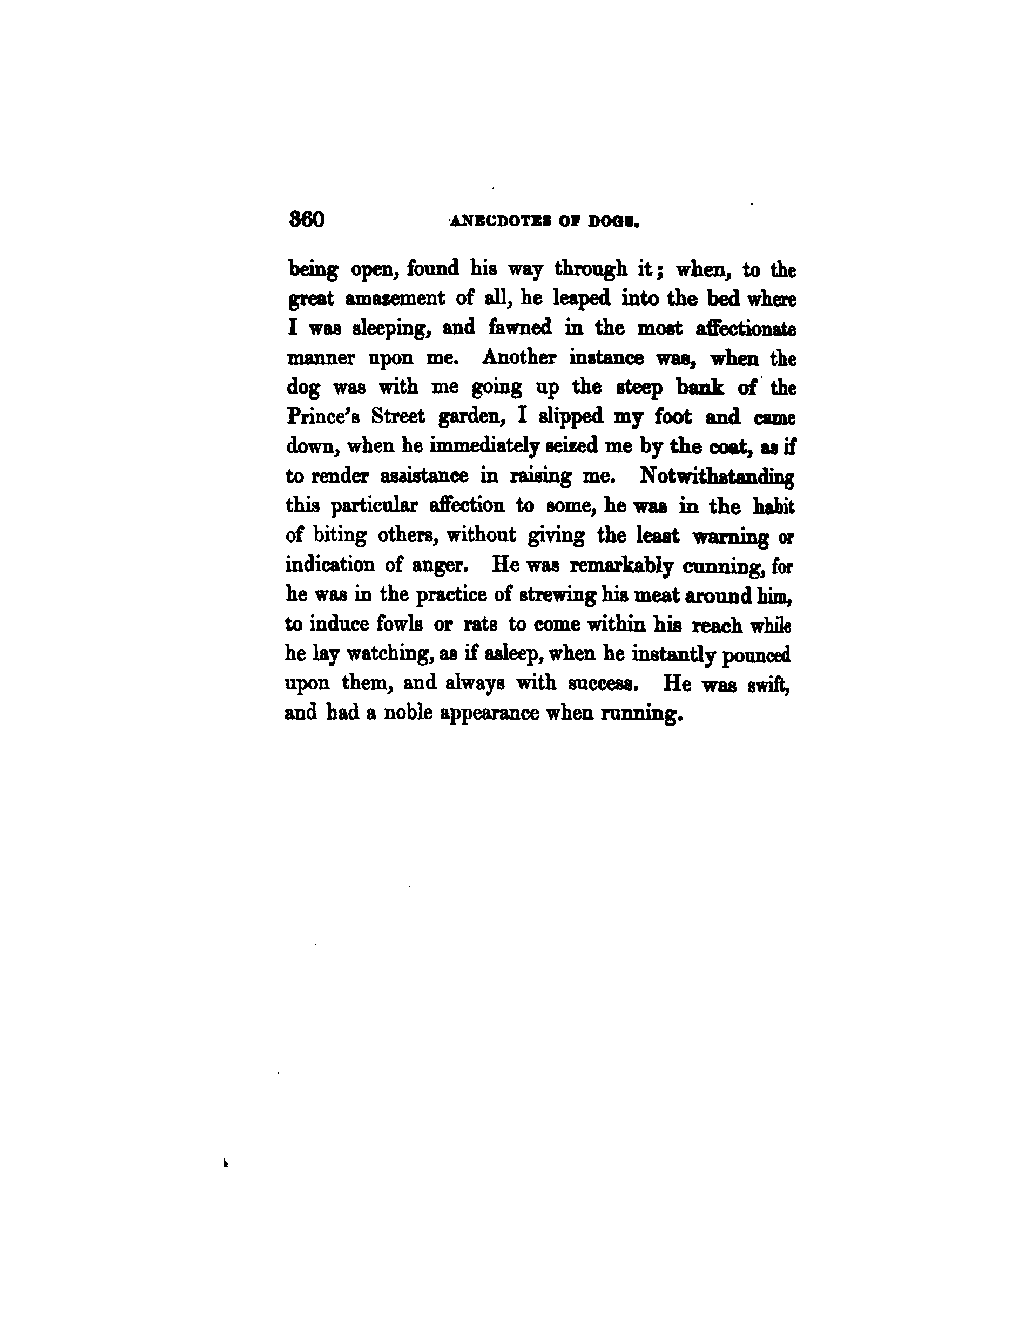 360 ANECDOTES OF DOGS.
being open, found his way through it; when, to the
great amazement of all, he leaped into the bed where
I was sleeping, and fawned in the most affectionate
manner upon me. Another instance was, when the
dog was with me going up the steep bank of the
Prince's Street garden, I slipped my foot and came
down, when he immediately seized me by the coat, as if
to render assistance in raising me. Notwithstanding
this particular affection to some, he was in the habit
of biting others, without giving the least warning or
indication of anger. He was remarkably cunning, for
he was in the practice of strewing his meat around him,
to induce fowls or rats to come within his reach while
he lay watching, as if asleep, when he instantly pounced
upon them, and always with success. He was swift,
and had a noble appearance when running.